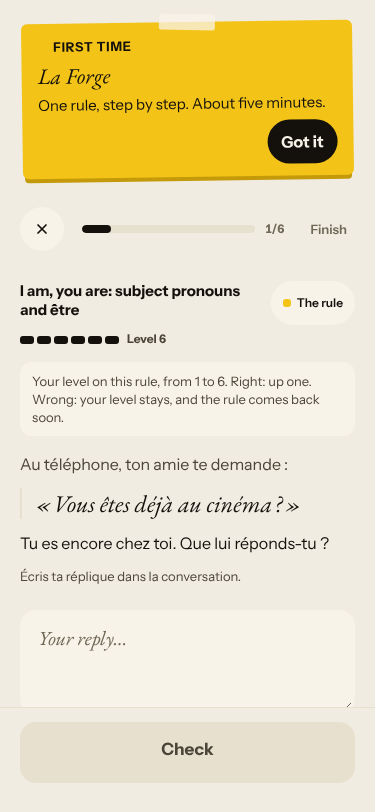 FIRST TIME
La Forge
One rule, step by step. About five minutes.
Got it
1/6
Finish
I am, you are: subject pronouns
and être
The rule
Level 6
Your level on this rule, from 1 to 6. Right: up one.
Wrong: your level stays, and the rule comes back
soon.
Au téléphone, ton amie te demande :
« Vous êtes déjà au cinéma ? »
Tu es encore chez toi. Que lui réponds-tu ?
Écris ta réplique dans la conversation.
Your reply...
Check